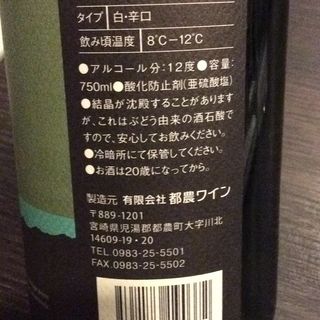 タイプ 白・辛口
飲み頃温度 8℃−12℃
●アルコール分:12度●容量:
750ml●酸化防止剤(亜硫酸塩)
●結晶が沈殿することがあります
が、これはぶどう由来の酒石酸で
すので、安心してお飲みください。
●冷暗所にて保管してください。
●お酒は20歳になってから。
製造元 有限会社 都農ワイン
〒889-1201
宮崎県児湯郡都農町大字川北
14609-19・20
TEL 0983-25-5501
FAX 0983-25-5502